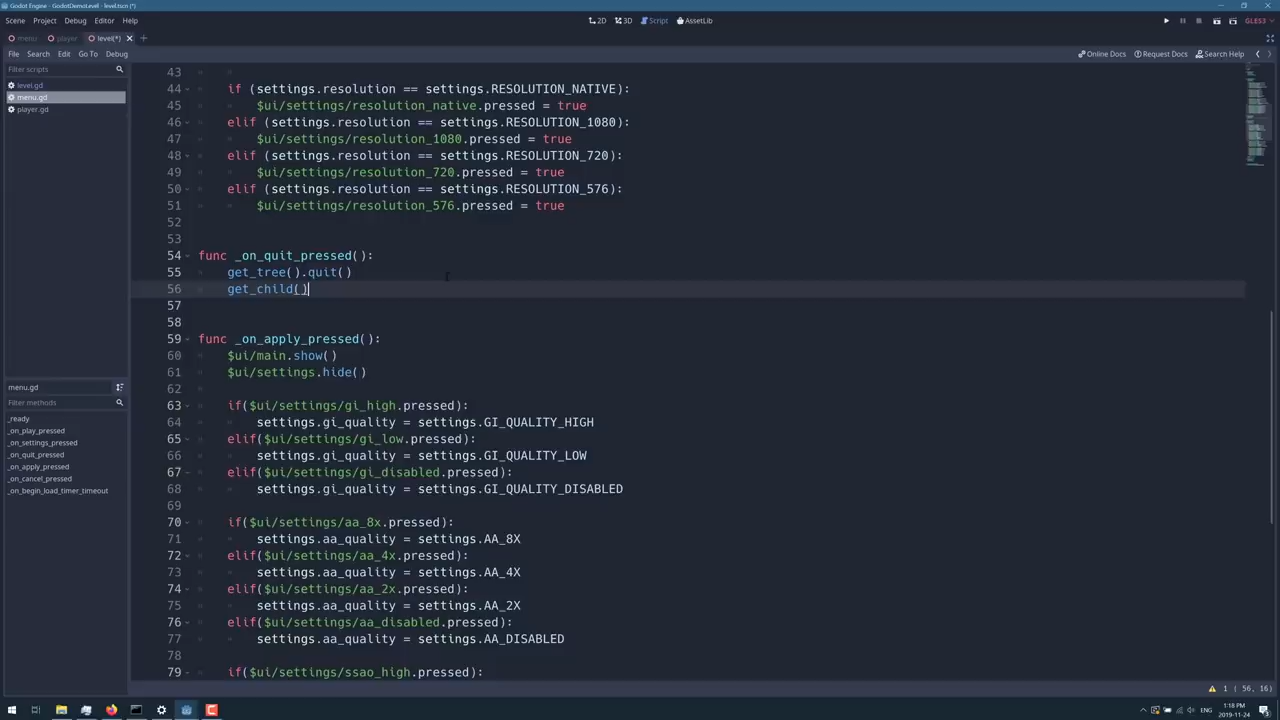 Godot Engine - GodotDemoLevel - level.tscn (*)
Scene Project Debug Editor Help
2D 3D Script AssetLib
GLES3
menu player level(*)
File Search Edit Go To Debug
Online Docs Request Docs Search Help
Filter scripts
level.gd
menu.gd
player.gd
menu.gd
Filter methods
_ready
_on_play_pressed
_on_settings_pressed
_on_quit_pressed
_on_apply_pressed
_on_cancel_pressed
_on_begin_load_timer_timeout
43
44 if (settings.resolution == settings.RESOLUTION_NATIVE):
45 $ui/settings/resolution_native.pressed = true
46 elif (settings.resolution == settings.RESOLUTION_1080):
47 $ui/settings/resolution_1080.pressed = true
48 elif (settings.resolution == settings.RESOLUTION_720):
49 $ui/settings/resolution_720.pressed = true
50 elif (settings.resolution == settings.RESOLUTION_576):
51 $ui/settings/resolution_576.pressed = true
52
53
54 func _on_quit_pressed():
55 get_tree().quit()
56 get_child()
57
58
59 func _on_apply_pressed():
60 $ui/main.show()
61 $ui/settings.hide()
62
63 if($ui/settings/gi_high.pressed):
64 settings.gi_quality = settings.GI_QUALITY_HIGH
65 elif($ui/settings/gi_low.pressed):
66 settings.gi_quality = settings.GI_QUALITY_LOW
67 elif($ui/settings/gi_disabled.pressed):
68 settings.gi_quality = settings.GI_QUALITY_DISABLED
69
70 if($ui/settings/aa_8x.pressed):
71 settings.aa_quality = settings.AA_8X
72 elif($ui/settings/aa_4x.pressed):
73 settings.aa_quality = settings.AA_4X
74 elif($ui/settings/aa_2x.pressed):
75 settings.aa_quality = settings.AA_2X
76 elif($ui/settings/aa_disabled.pressed):
77 settings.aa_quality = settings.AA_DISABLED
78
79 if($ui/settings/ssao_high.pressed):
1 | ( 56, 16)
ENG
1:18 PM
2019-11-24